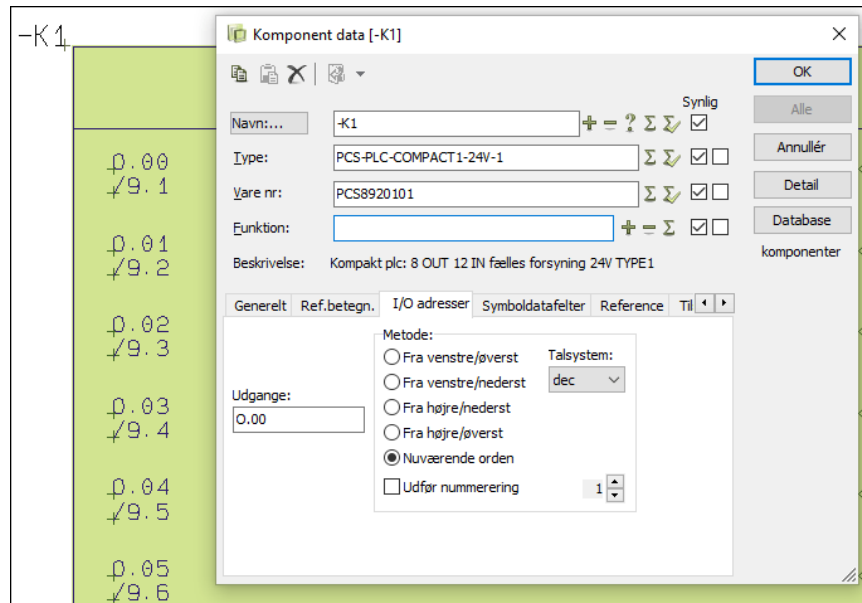 -K1
Komponent data [-K1]
OK
Synlig
Alle
Navn:...
-K1
Annullér
Type:
PCS-PLC-COMPACT1-24V-1
Vare nr:
PCS8920101
Detail
Funktion:
Database
Beskrivelse:
Kompakt plc: 8 OUT 12 IN fælles forsyning 24V TYPE1
komponenter
Generelt
Ref.betegn.
I/O adresser
Symboldatafelter
Reference
Til
Metode:
Fra venstre/øverst
Talsystem:
Fra venstre/nederst
dec
Udgange:
Fra højre/nederst
O.00
Fra højre/øverst
Nuværende orden
Udfør nummerering
1
O.00
/9.1
O.01
/9.2
O.02
/9.3
O.03
/9.4
O.04
/9.5
O.05
/9.6